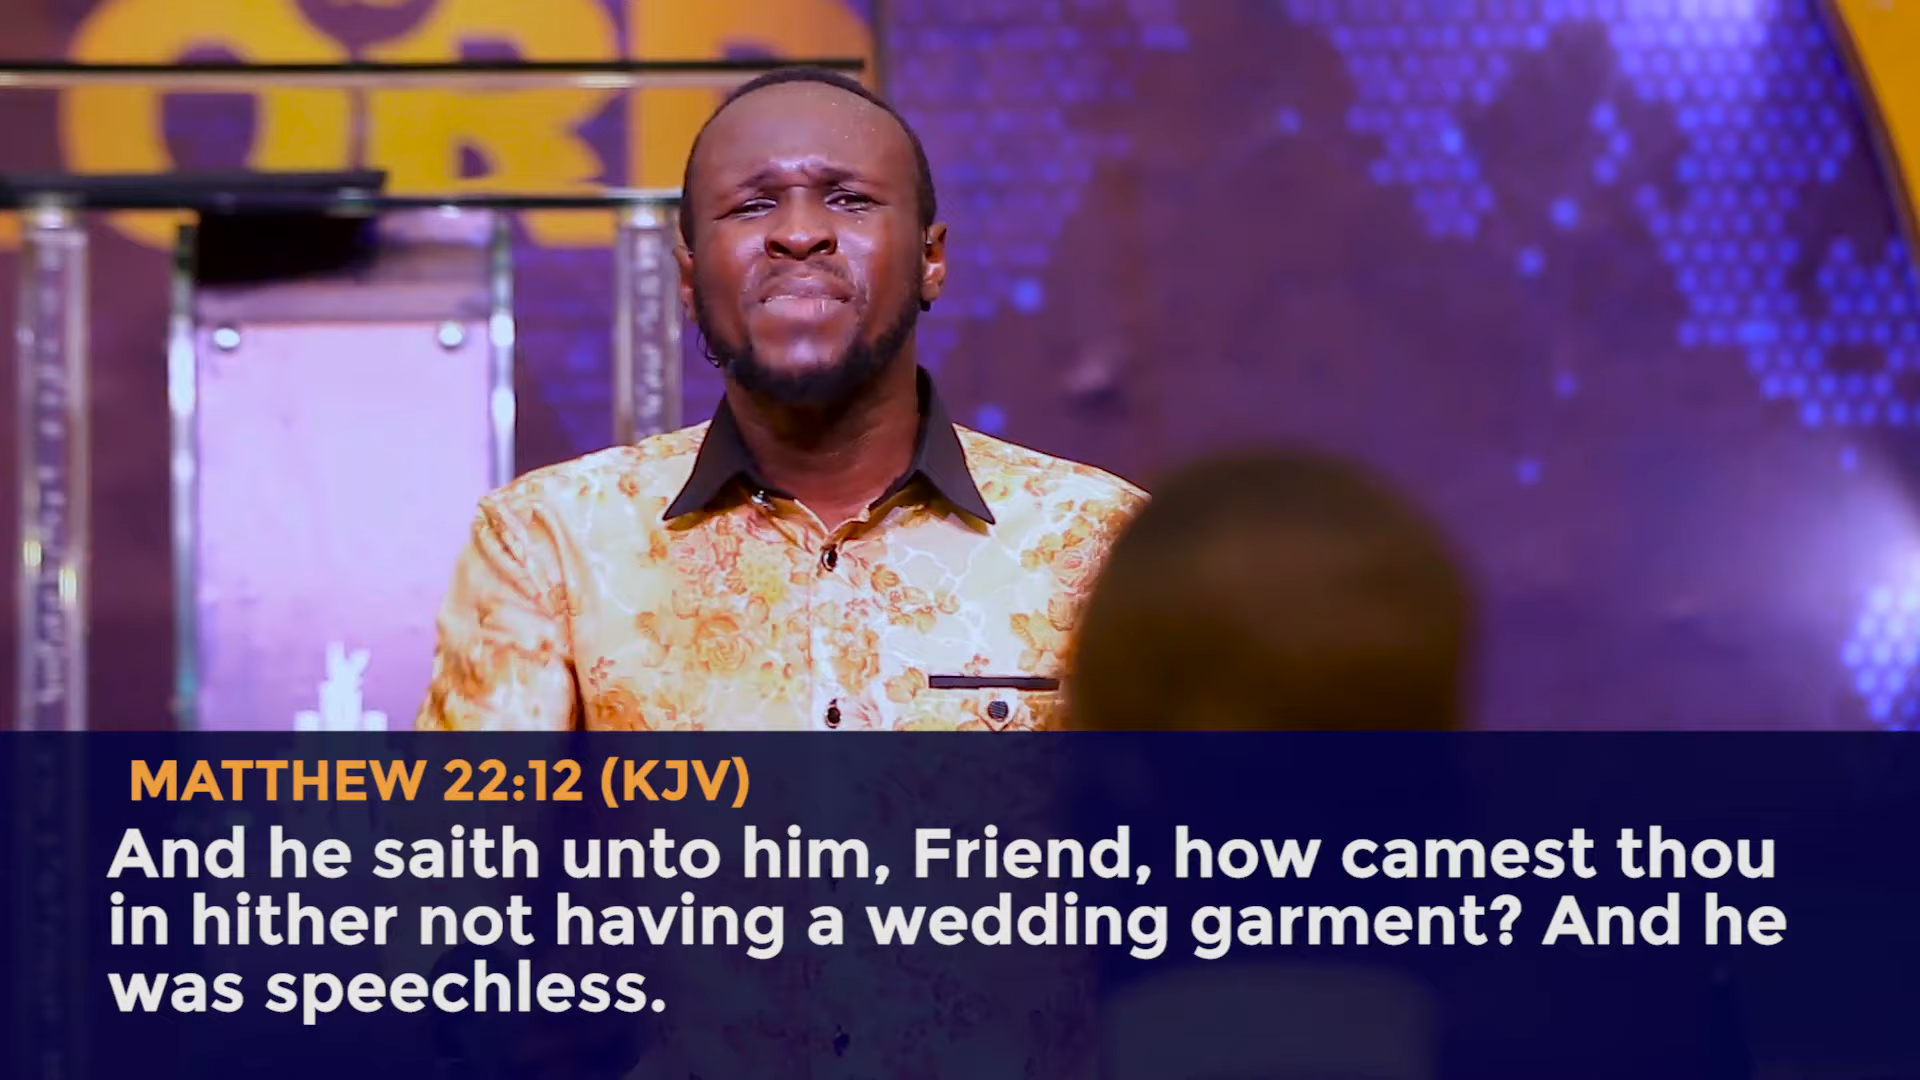 ORD
MATTHEW 22:12 (KJV)
And he saith unto him, Friend, how camest thou
in hither not having a wedding garment? And he
was speechless.